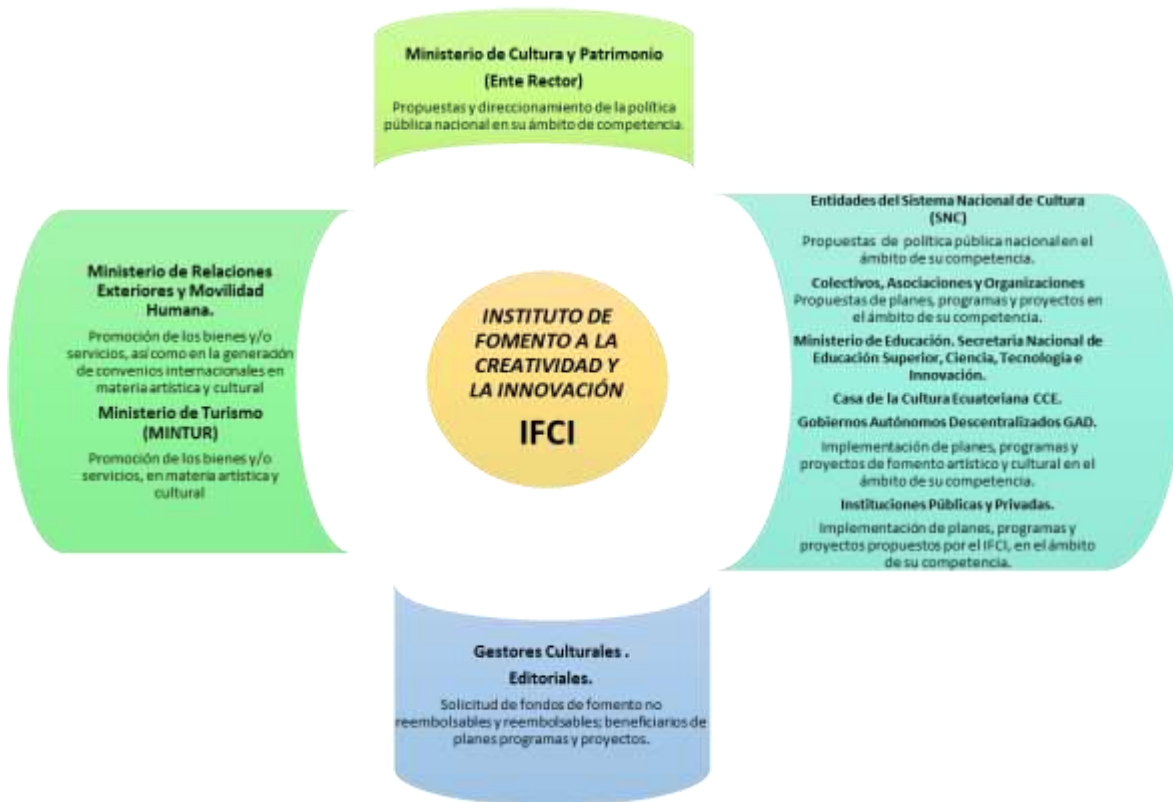 Ministerio de Cultura y Patrimonio
(Ente Rector)
Propuestas y direccionamiento de la política
pública nacional en su ámbito de competencia.
Ministerio de Relaciones
Exteriores y Movilidad
Humana.
Promoción de los bienes y/o
servicios, así como en la generación
de convenios internacionales en
materia artística y cultural
Ministerio de Turismo
(MINTUR)
Promoción de los bienes y/o
servicios, en materia artística y
cultural
INSTITUTO DE
FOMENTO A LA
CREATIVIDAD Y
LA INNOVACIÓN
IFCI
Entidades del Sistema Nacional de Cultura
(SNC)
Propuestas de política pública nacional en el
ámbito de su competencia.
Colectivos, Asociaciones y Organizaciones
Propuestas de planes, programas y proyectos en
el ámbito de su competencia.
Ministerio de Educación. Secretaria Nacional de
Educación Superior, Ciencia, Tecnología e
Innovación.
Casa de la Cultura Ecuatoriana CCE.
Gobiernos Autónomos Descentralizados GAD.
Implementación de planes, programas y
proyectos de fomento artístico y cultural en el
ámbito de su competencia.
Instituciones Públicas y Privadas.
Implementación de planes, programas y
proyectos propuestos por el IFCI, en el ámbito
de su competencia.
Gestores Culturales .
Editoriales.
Solicitud de fondos de fomento no
reembolsables y reembolsables; beneficiarios de
planes programas y proyectos.